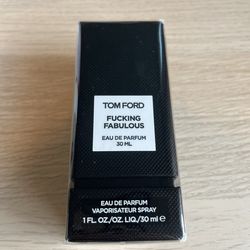 TOM FORD
FUCKING
FABULOUS
EAU DE PARFUM
30 ML
EAU DE PARFUM
VAPORISATEUR SPRAY
1 FL. OZ./OZ. LIQ./30 ml ℮